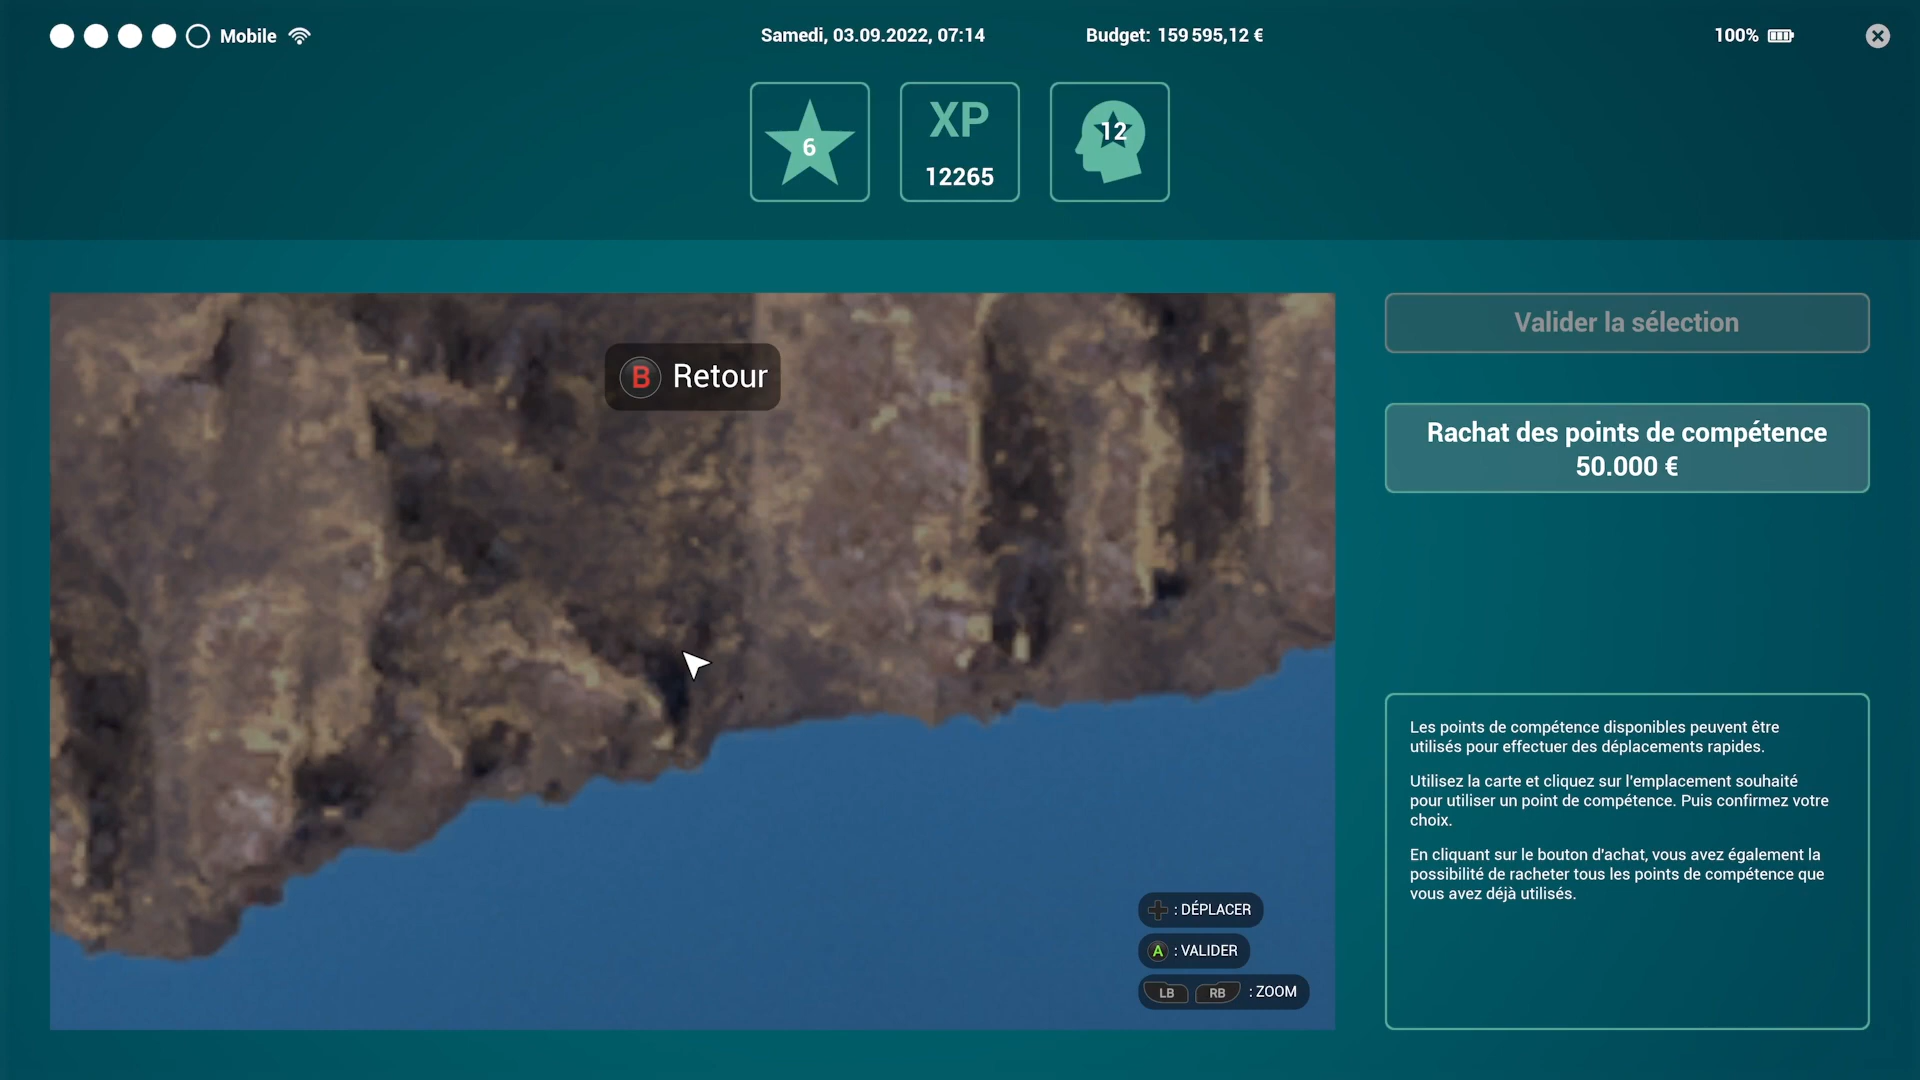 Mobile
Samedi, 03.09.2022, 07:14
Budget: 159 595,12 €
100%
6
XP
12265
12
B Retour
Valider la sélection
Rachat des points de compétence
50.000 €
Les points de compétence disponibles peuvent être
utilisés pour effectuer des déplacements rapides.
Utilisez la carte et cliquez sur l'emplacement souhaité
pour utiliser un point de compétence. Puis confirmez votre
choix.
En cliquant sur le bouton d'achat, vous avez également la
possibilité de racheter tous les points de compétence que
vous avez déjà utilisés.
: DÉPLACER
A : VALIDER
LB RB : ZOOM